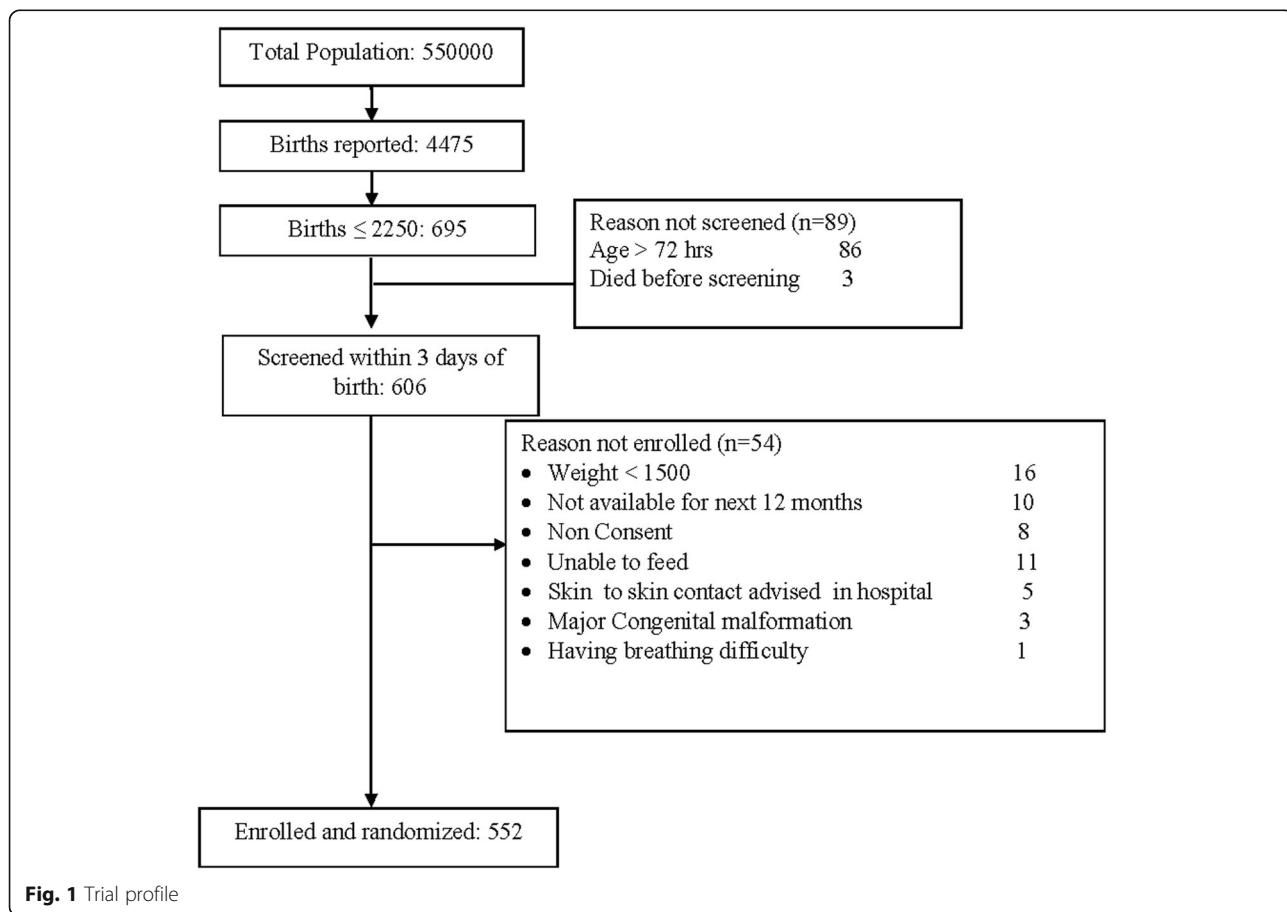 Total Population: 550000
Births reported: 4475
Births ≤ 2250: 695
Reason not screened (n=89)
Age > 72 hrs 86
Died before screening 3
Screened within 3 days of
birth: 606
Reason not enrolled (n=54)
• Weight < 1500 16
• Not available for next 12 months 10
• Non Consent 8
• Unable to feed 11
• Skin to skin contact advised in hospital 5
• Major Congenital malformation 3
• Having breathing difficulty 1
Enrolled and randomized: 552
Fig. 1 Trial profile